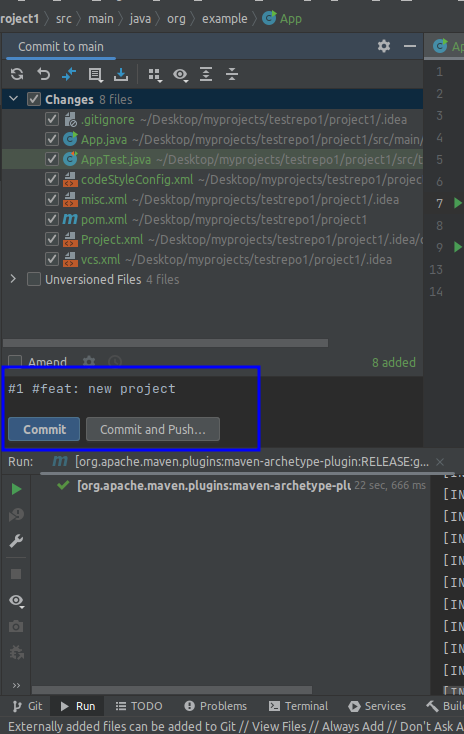 roject1 › src › main › java › org › example › App
Commit to main
App
Changes 8 files
.gitignore ~/Desktop/myprojects/testrepo1/project1/.idea
App.java ~/Desktop/myprojects/testrepo1/project1/src/main/
AppTest.java ~/Desktop/myprojects/testrepo1/project1/src/t
codeStyleConfig.xml ~/Desktop/myprojects/testrepo1/projec
misc.xml ~/Desktop/myprojects/testrepo1/project1/.idea
pom.xml ~/Desktop/myprojects/testrepo1/project1
Project.xml ~/Desktop/myprojects/testrepo1/project1/.idea/c
vcs.xml ~/Desktop/myprojects/testrepo1/project1/.idea
Unversioned Files 4 files
1
2
3
4
5
6
7
8
9
13
14
Amend
8 added
#1 #feat: new project
Commit
Commit and Push...
Run: [org.apache.maven.plugins:maven-archetype-plugin:RELEASE:g...
[org.apache.maven.plugins:maven-archetype-plu 22 sec, 666 ms
[IN
[IN
[IN
[IN
[IN
[IN
[IN
[IN
[IN
[IN
Git Run TODO Problems Terminal Services Buil
Externally added files can be added to Git // View Files // Always Add // Don't Ask A